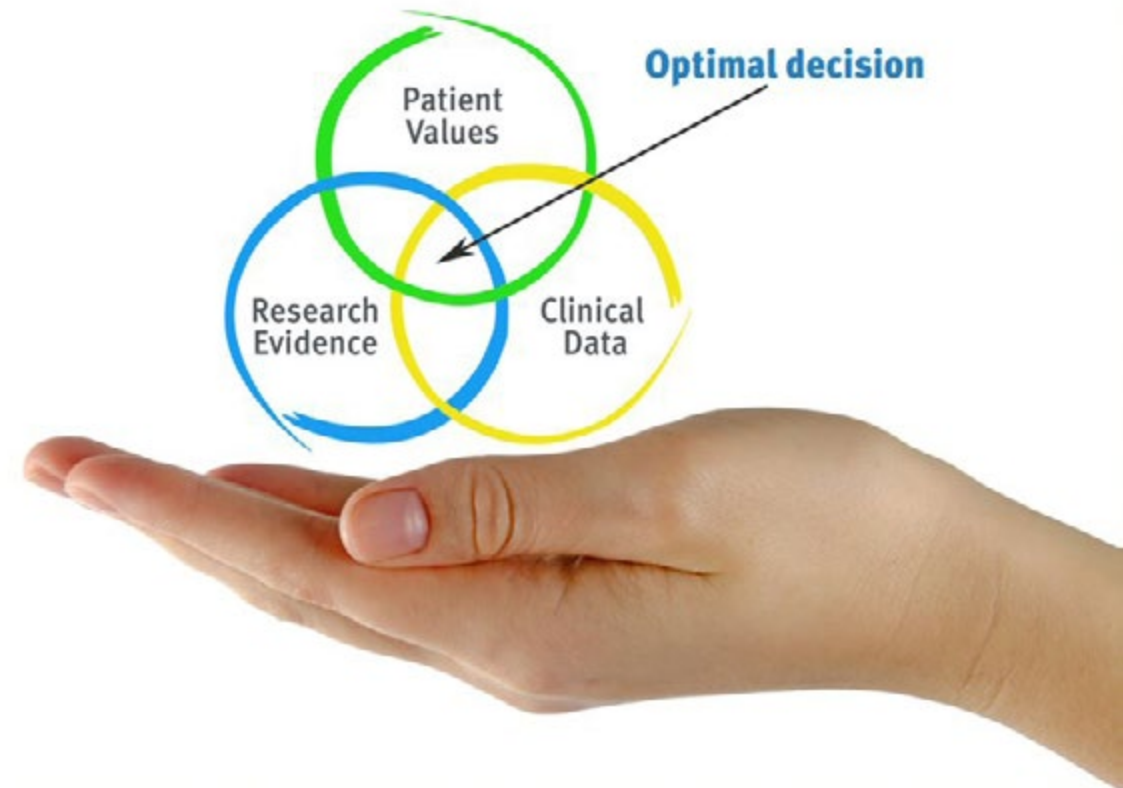 Optimal decision
Patient
Values
Research
Evidence
Clinical
Data